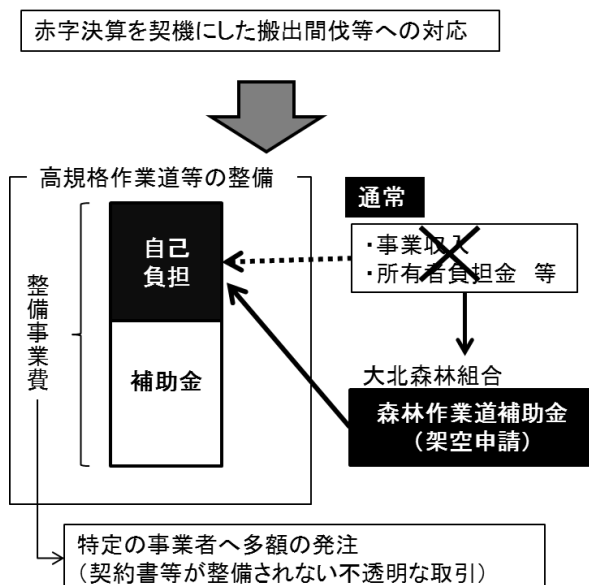 赤字決算を契機にした搬出間伐等への対応
高規格作業道等の整備
通常
・事業収入
・所有者負担金 等
自己
負担
整備事業費
補助金
大北森林組合
森林作業道補助金
（架空申請）
特定の事業者へ多額の発注
（契約書等が整備されない不透明な取引）